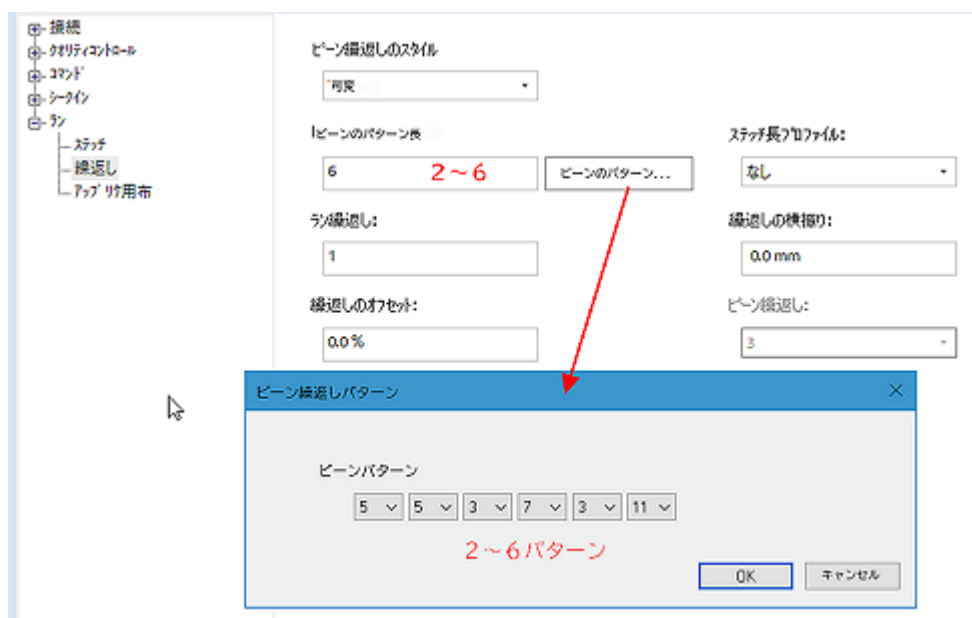 接続
クオリティコントロール
コマンド
シークイン
ラン
ステッチ
繰返し
アップリケ用布
ビーン繰返しのスタイル
可変
ビーンのパターン長
ステッチ長プロファイル:
6
2～6
ビーンのパターン...
なし
ラン繰返し:
繰返しの横振り:
1
0.0 mm
繰返しのオフセット:
ビーン繰返し:
0.0 %
3
ビーン繰返しパターン
ビーンパターン
5 5 3 7 3 11
2～6パターン
OK
キャンセル